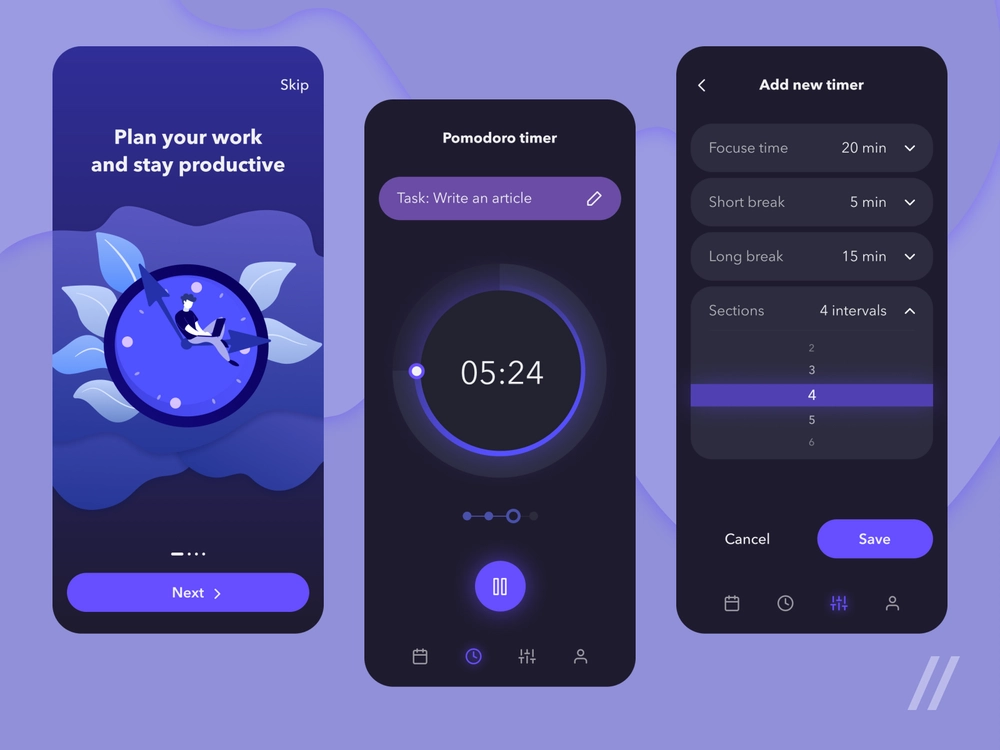 Skip
Plan your work
and stay productive
Next
Pomodoro timer
Task: Write an article
05:24
Add new timer
Focuse time 20 min
Short break 5 min
Long break 15 min
Sections 4 intervals
2
3
4
5
6
Cancel Save